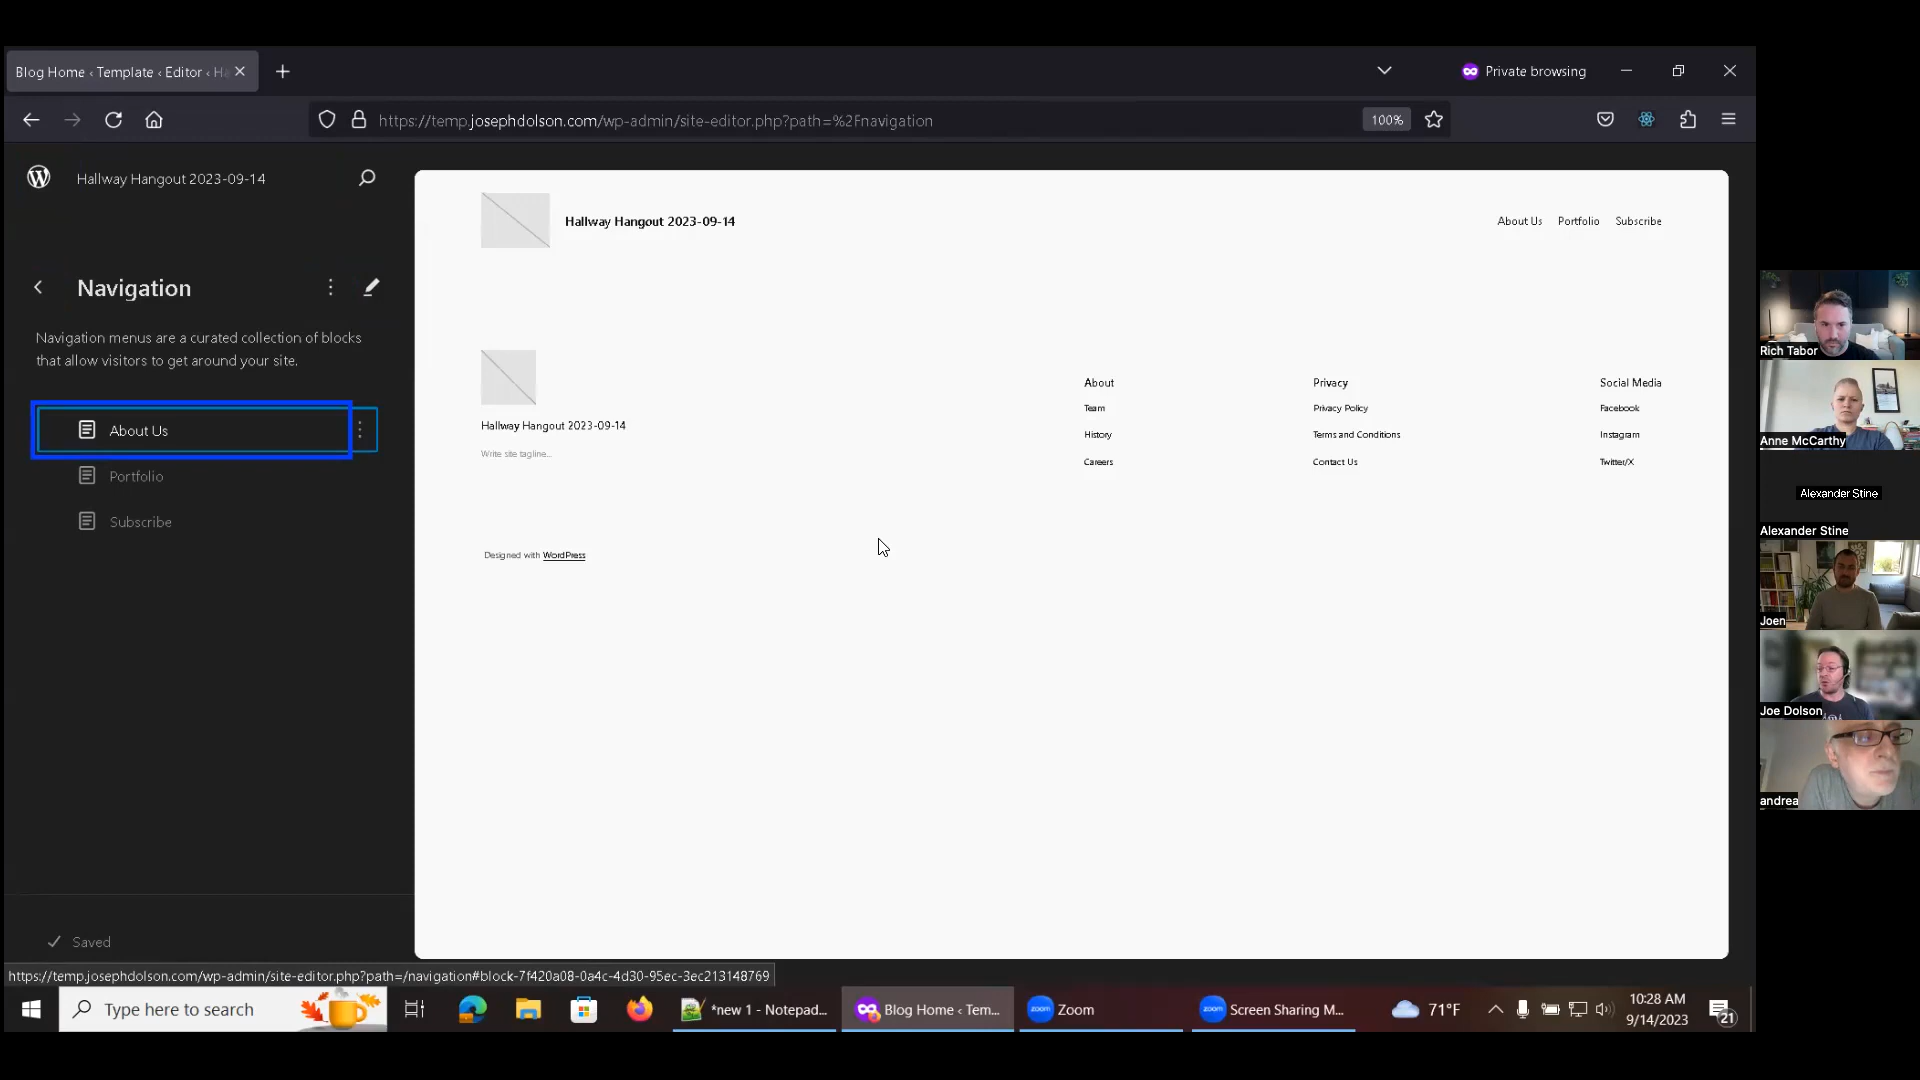 Blog Home ‹ Template ‹ Editor ‹ Ha
Private browsing
https://temp.josephdolson.com/wp-admin/site-editor.php?path=%2Fnavigation
100%
Hallway Hangout 2023-09-14
Navigation
Navigation menus are a curated collection of blocks
that allow visitors to get around your site.
About Us
Portfolio
Subscribe
Saved
https://temp.josephdolson.com/wp-admin/site-editor.php?path=/navigation#block-7f420a08-0a4c-4d30-95ec-3ec213148769
Hallway Hangout 2023-09-14
About Us Portfolio Subscribe
Hallway Hangout 2023-09-14
Write site tagline...
About
Team
History
Careers
Privacy
Privacy Policy
Terms and Conditions
Contact Us
Social Media
Facebook
Instagram
Twitter/X
Designed with WordPress
Rich Tabor
Anne McCarthy
Alexander Stine
Alexander Stine
Joen
Joe Dolson
andrea
Type here to search
*new 1 - Notepad...
Blog Home ‹ Tem...
zoom
Zoom
zoom
Screen Sharing M...
71°F
10:28 AM
9/14/2023
21